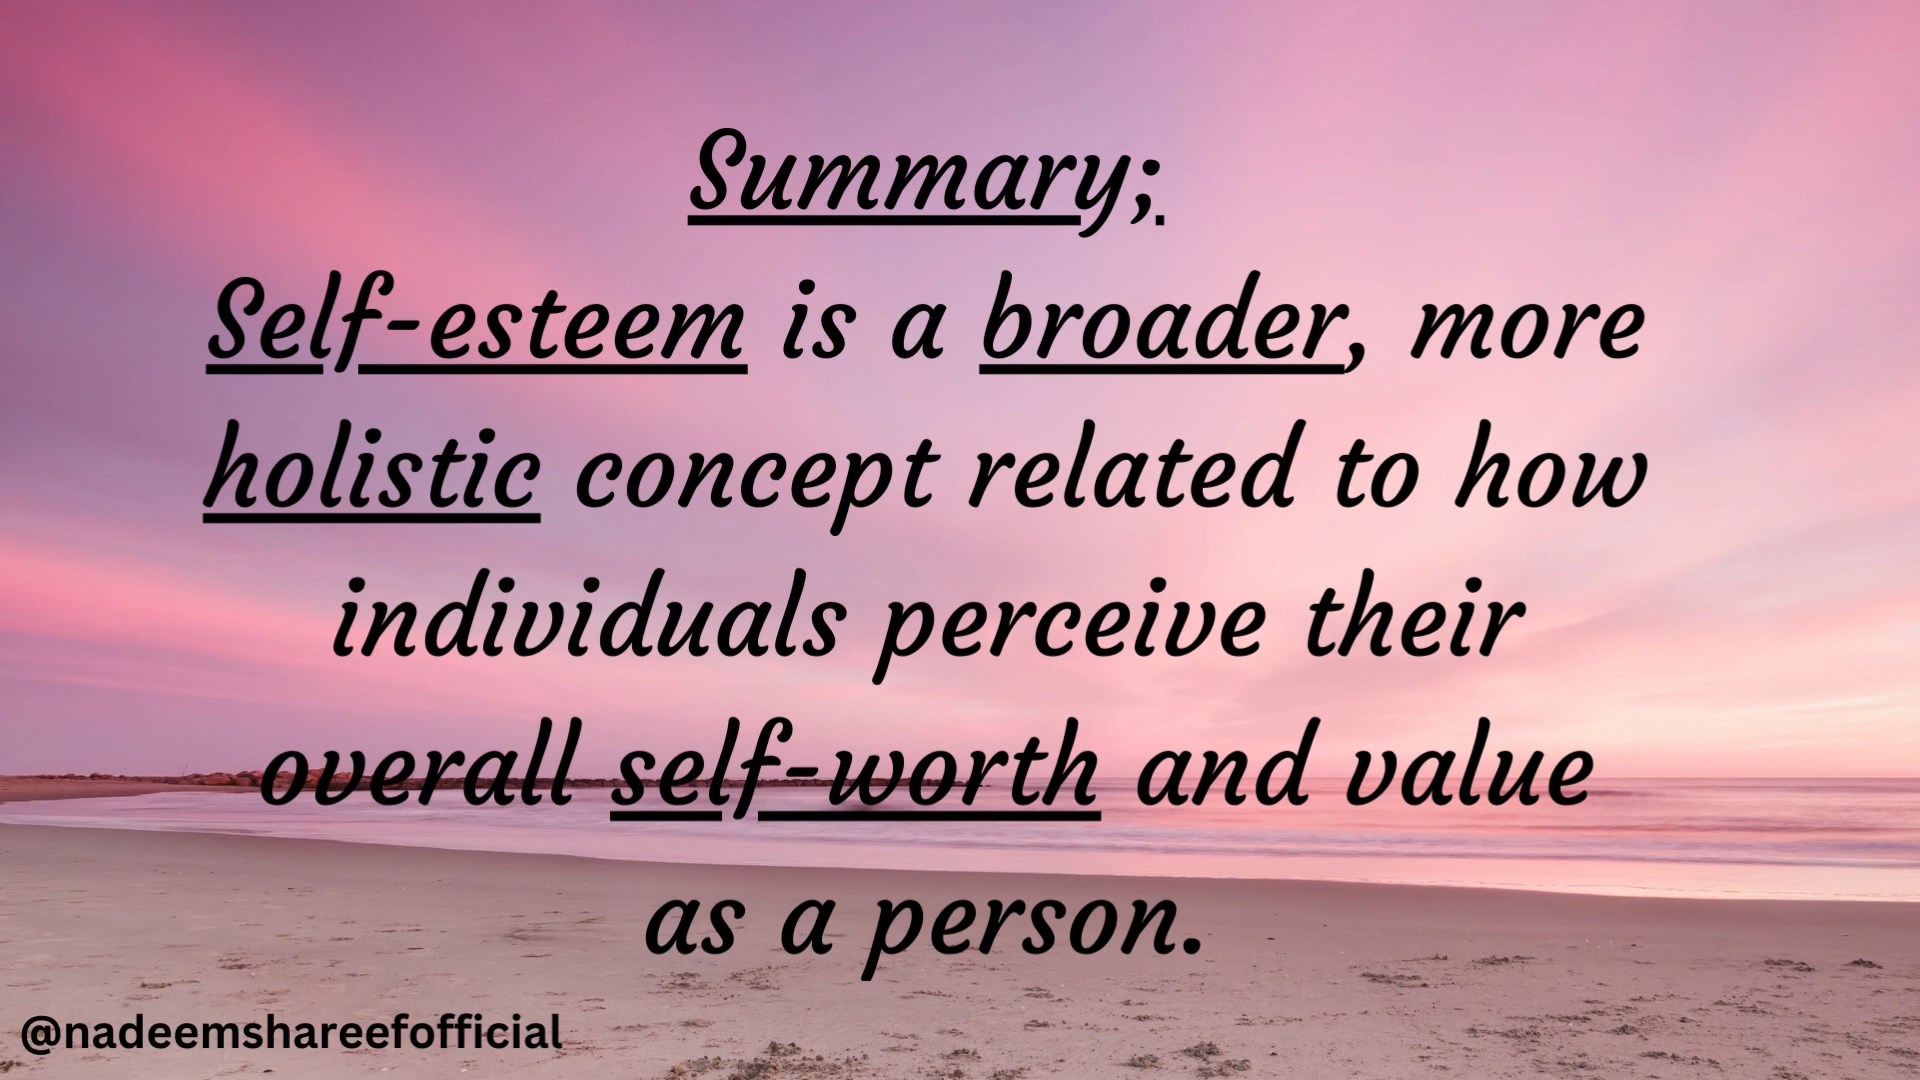 Summary;
Self-esteem is a broader, more
holistic concept related to how
individuals perceive their
overall self-worth and value
as a person.
@nadeemshareefofficial